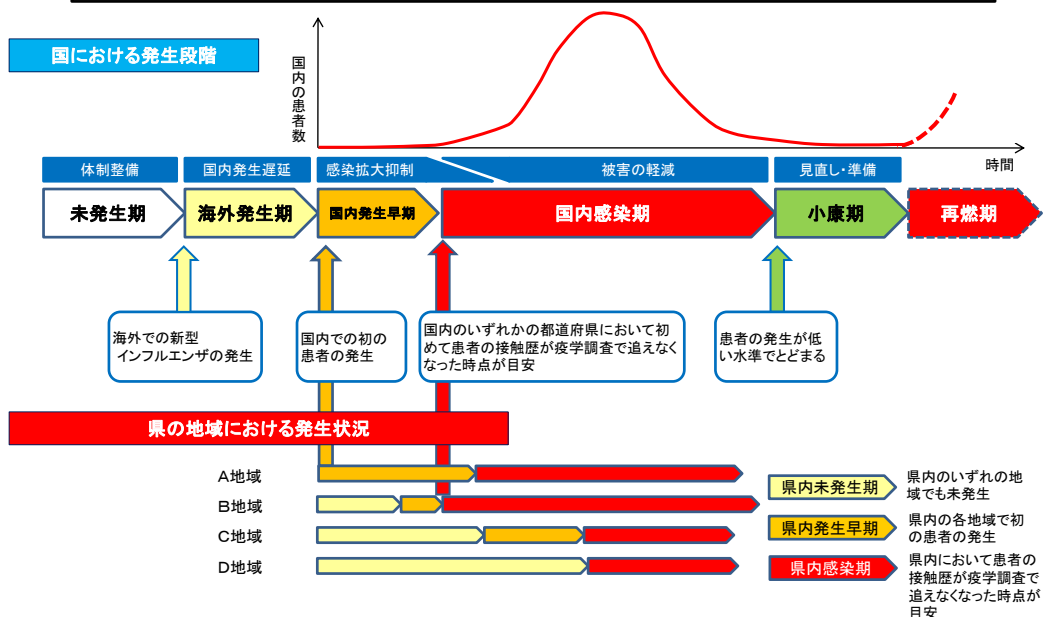 国における発生段階
国内の患者数
時間
体制整備
国内発生遅延
感染拡大抑制
被害の軽減
見直し・準備
未発生期
海外発生期
国内発生早期
国内感染期
小康期
再燃期
海外での新型
インフルエンザの発生
国内での初の
患者の発生
国内のいずれかの都道府県において初
めて患者の接触歴が疫学調査で追えなく
なった時点が目安
患者の発生が低
い水準でとどまる
県の地域における発生状況
A地域
B地域
C地域
D地域
県内未発生期
県内のいずれの地
域でも未発生
県内発生早期
県内の各地域で初
の患者の発生
県内感染期
県内において患者の
接触歴が疫学調査で
追えなくなった時点が
目安